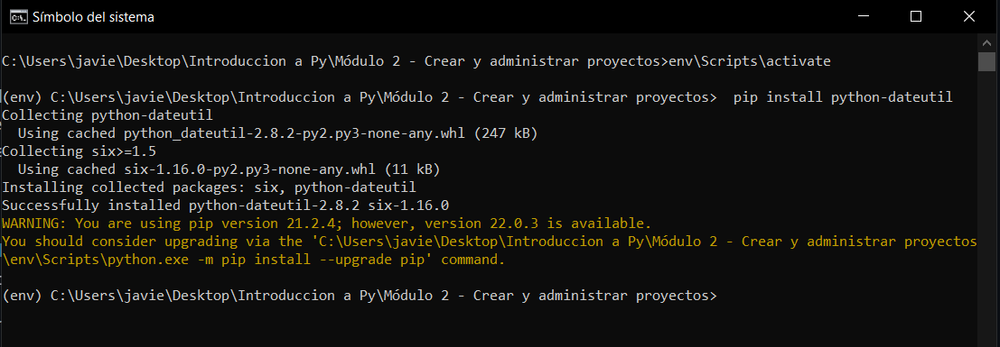 Símbolo del sistema
C:\Users\javie\Desktop\Introduccion a Py\Módulo 2 - Crear y administrar proyectos>env\Scripts\activate
(env) C:\Users\javie\Desktop\Introduccion a Py\Módulo 2 - Crear y administrar proyectos>  pip install python-dateutil
Collecting python-dateutil
  Using cached python_dateutil-2.8.2-py2.py3-none-any.whl (247 kB)
Collecting six>=1.5
  Using cached six-1.16.0-py2.py3-none-any.whl (11 kB)
Installing collected packages: six, python-dateutil
Successfully installed python-dateutil-2.8.2 six-1.16.0
WARNING: You are using pip version 21.2.4; however, version 22.0.3 is available.
You should consider upgrading via the 'C:\Users\javie\Desktop\Introduccion a Py\Módulo 2 - Crear y administrar proyectos
\env\Scripts\python.exe -m pip install --upgrade pip' command.
(env) C:\Users\javie\Desktop\Introduccion a Py\Módulo 2 - Crear y administrar proyectos>